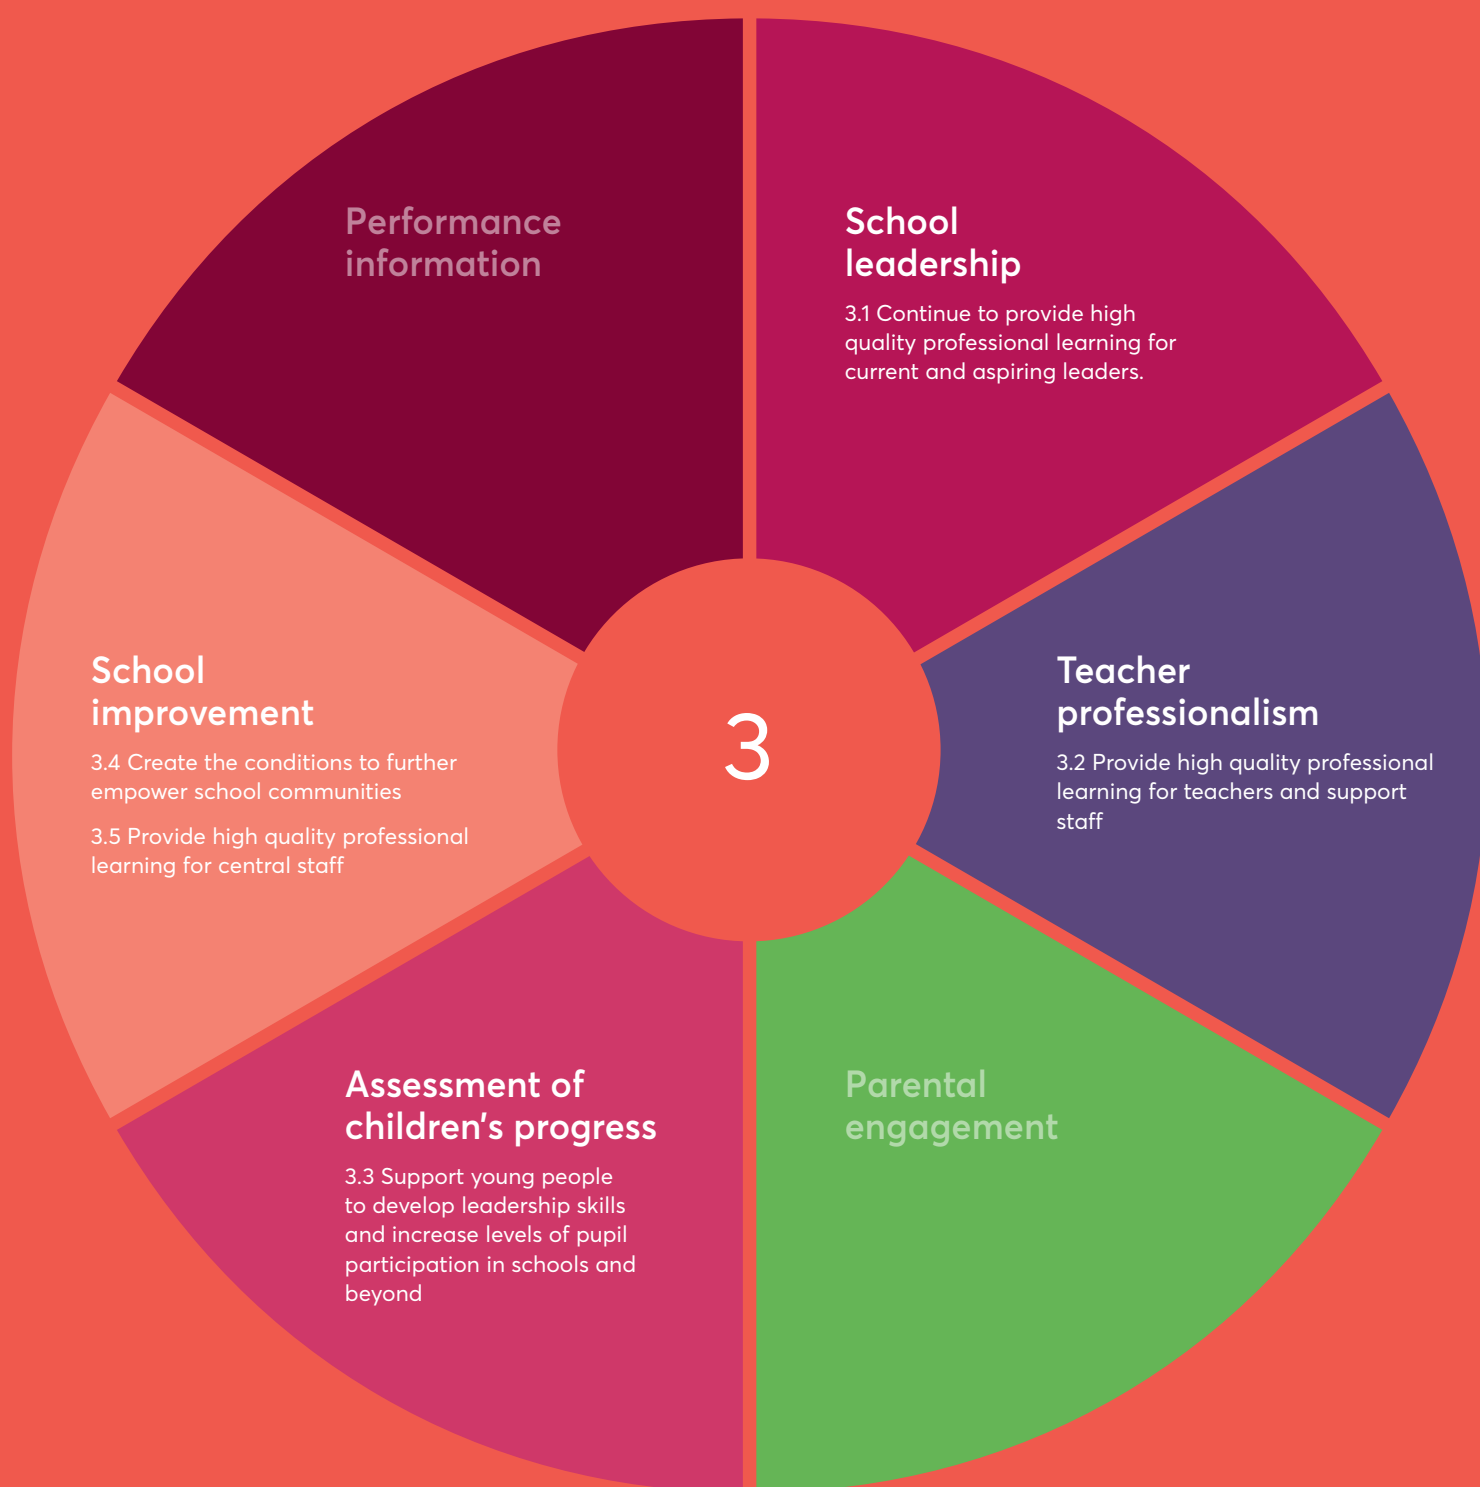 Performance
information
School
leadership
3.1 Continue to provide high
quality professional learning for
current and aspiring leaders.
School
improvement
3.4 Create the conditions to further
empower school communities
3.5 Provide high quality professional
learning for central staff
3
Teacher
professionalism
3.2 Provide high quality professional
learning for teachers and support
staff
Assessment of
children's progress
3.3 Support young people
to develop leadership skills
and increase levels of pupil
participation in schools and
beyond
Parental
engagement